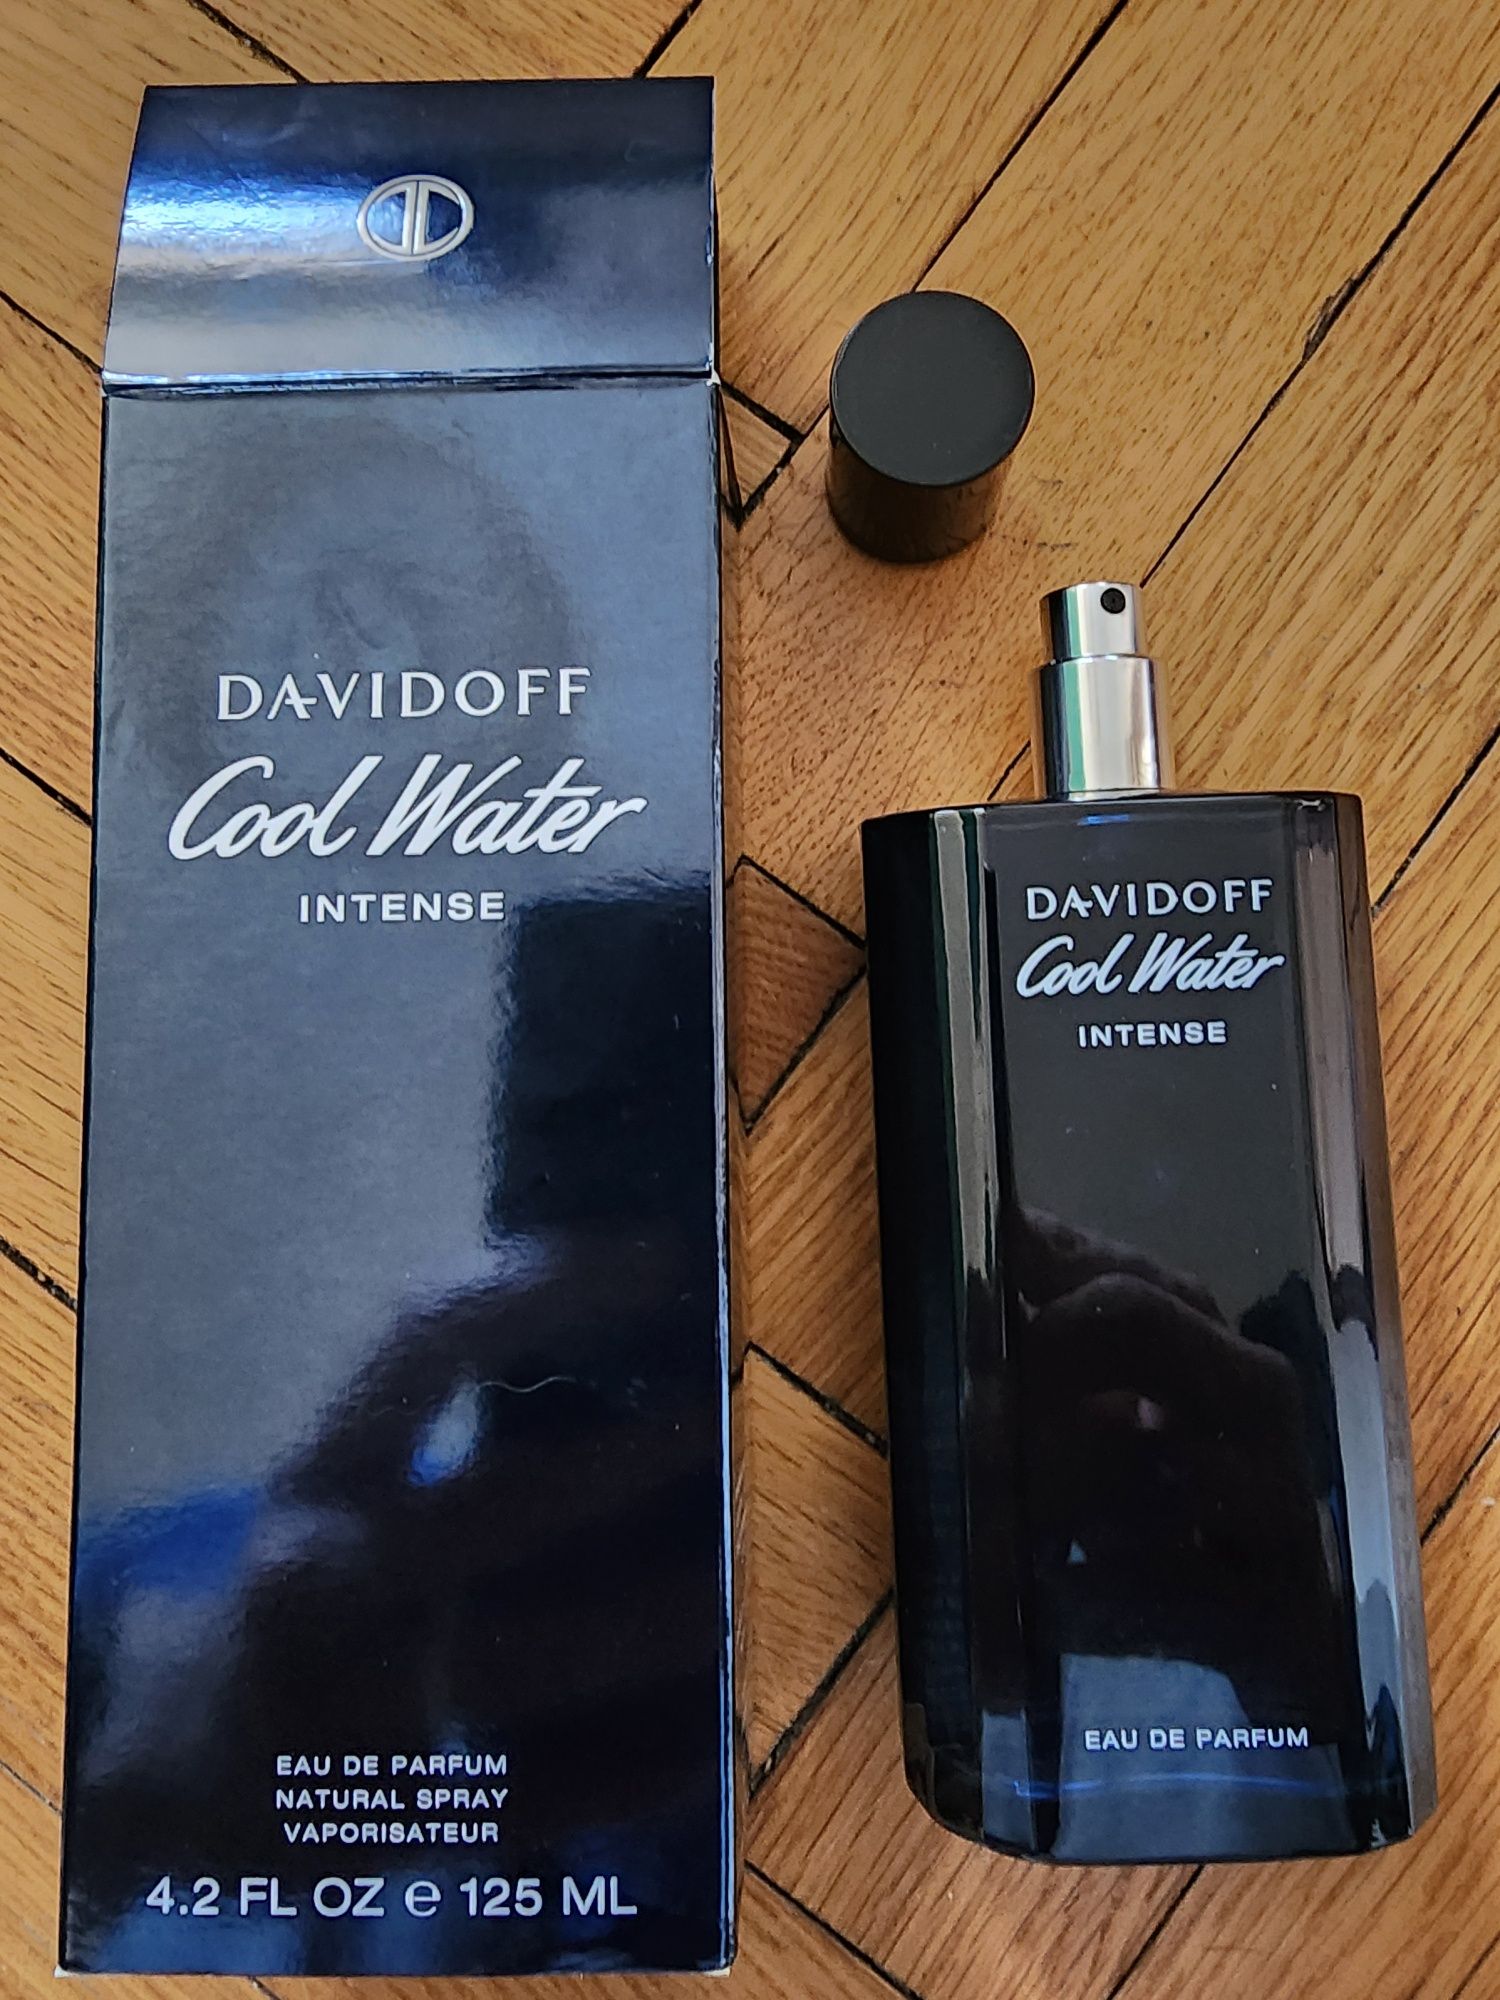 DAVIDOFF
Cool Water
INTENSE
EAU DE PARFUM
NATURAL SPRAY
VAPORISATEUR
4.2 FL OZ ℮ 125 ML
DAVIDOFF
Cool Water
INTENSE
EAU DE PARFUM